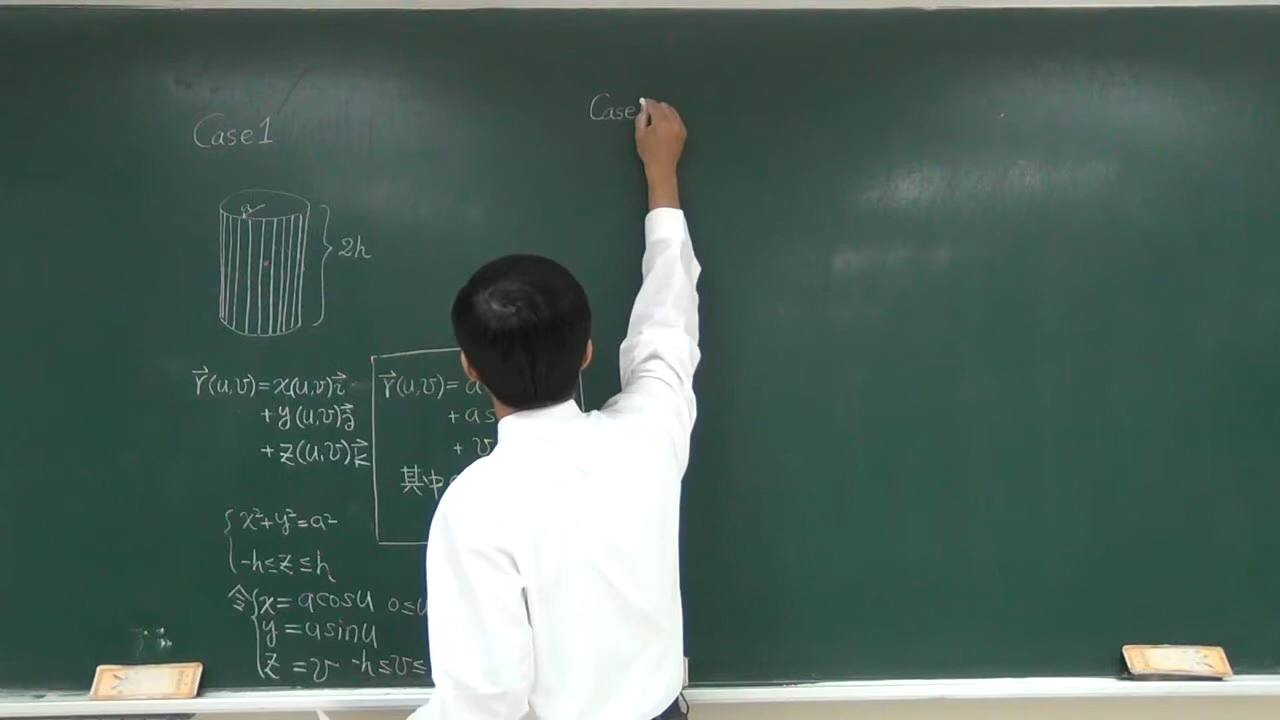 Case1
a
2h
r⃗(u,v)=x(u,v)i⃗
+y(u,v)j⃗
+z(u,v)k⃗
r⃗(u,v)=a
+as
+v
其中
x²+y²=a²
-h≤z≤h
令{x=acosu 0≤u
y=asinu
z=v -h≤v≤
Case